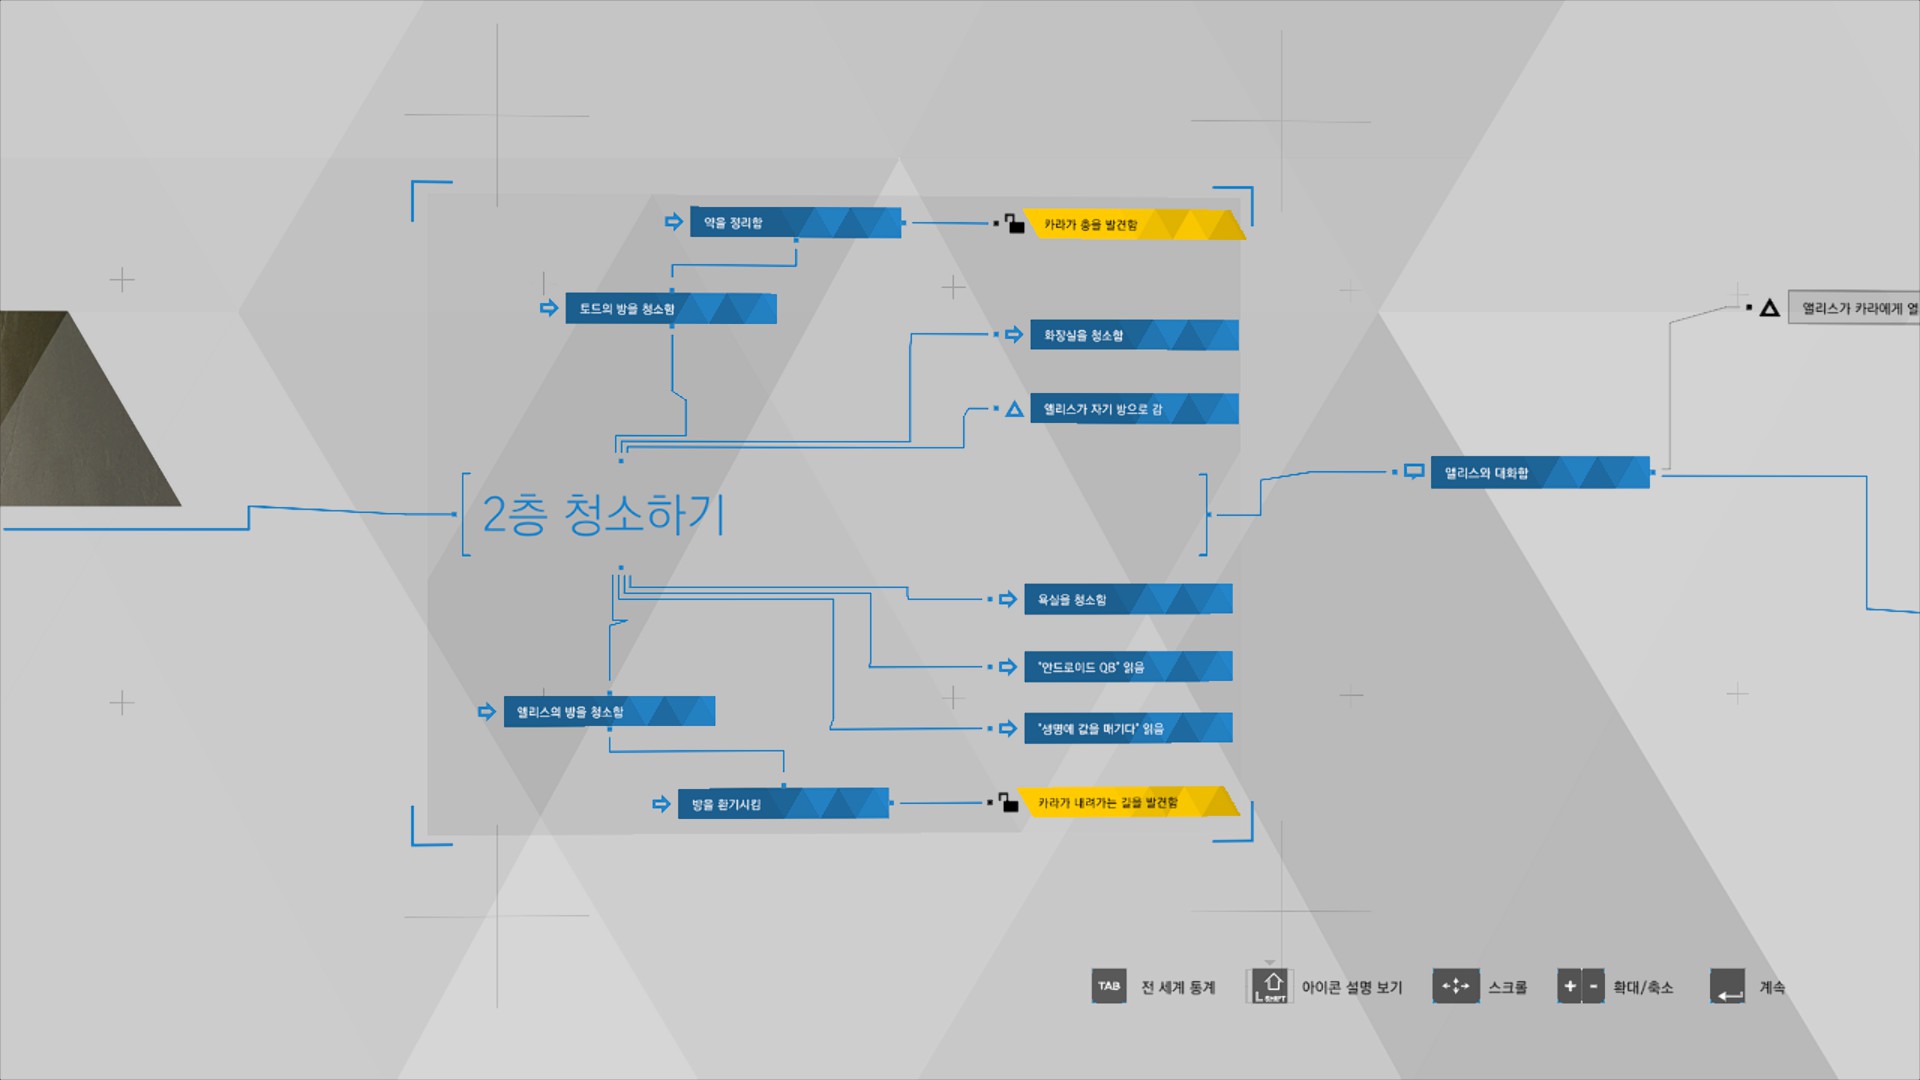 약을 정리함
카라가 총을 발견함
토드의 방을 청소함
화장실을 청소함
앨리스가 자기 방으로 감
앨리스가 카라에게 열
앨리스와 대화함
2층 청소하기
욕실을 청소함
"안드로이드 QB" 읽음
앨리스의 방을 청소함
"생명에 값을 매기다" 읽음
방을 환기시킴
카라가 내려가는 길을 발견함
TAB 전 세계 통계 L SHIFT 아이콘 설명 보기 스크롤 + - 확대/축소 계속